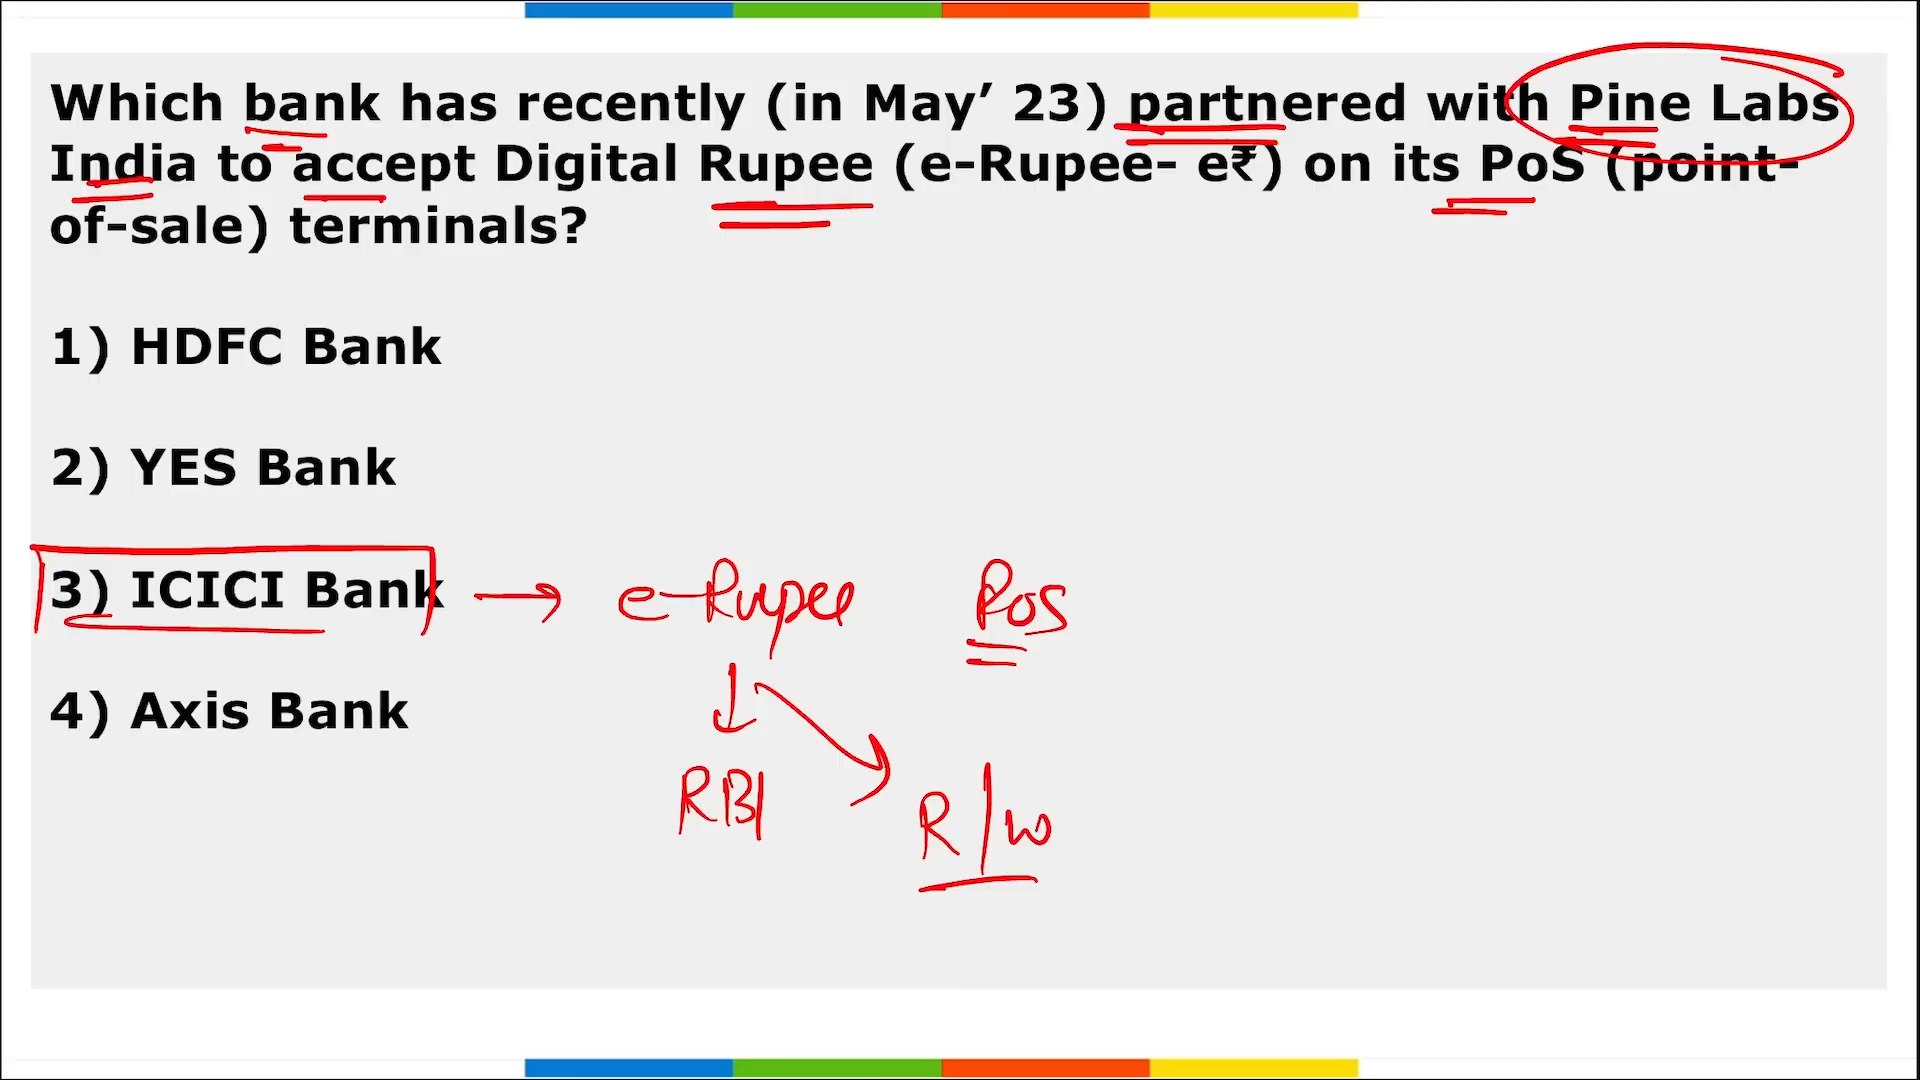 Which bank has recently (in May’ 23) partnered with Pine Labs
India to accept Digital Rupee (e-Rupee- e₹) on its PoS (point-
of-sale) terminals?
1) HDFC Bank
2) YES Bank
3) ICICI Bank → e-Rupee PoS
4) Axis Bank
RBI
R/w